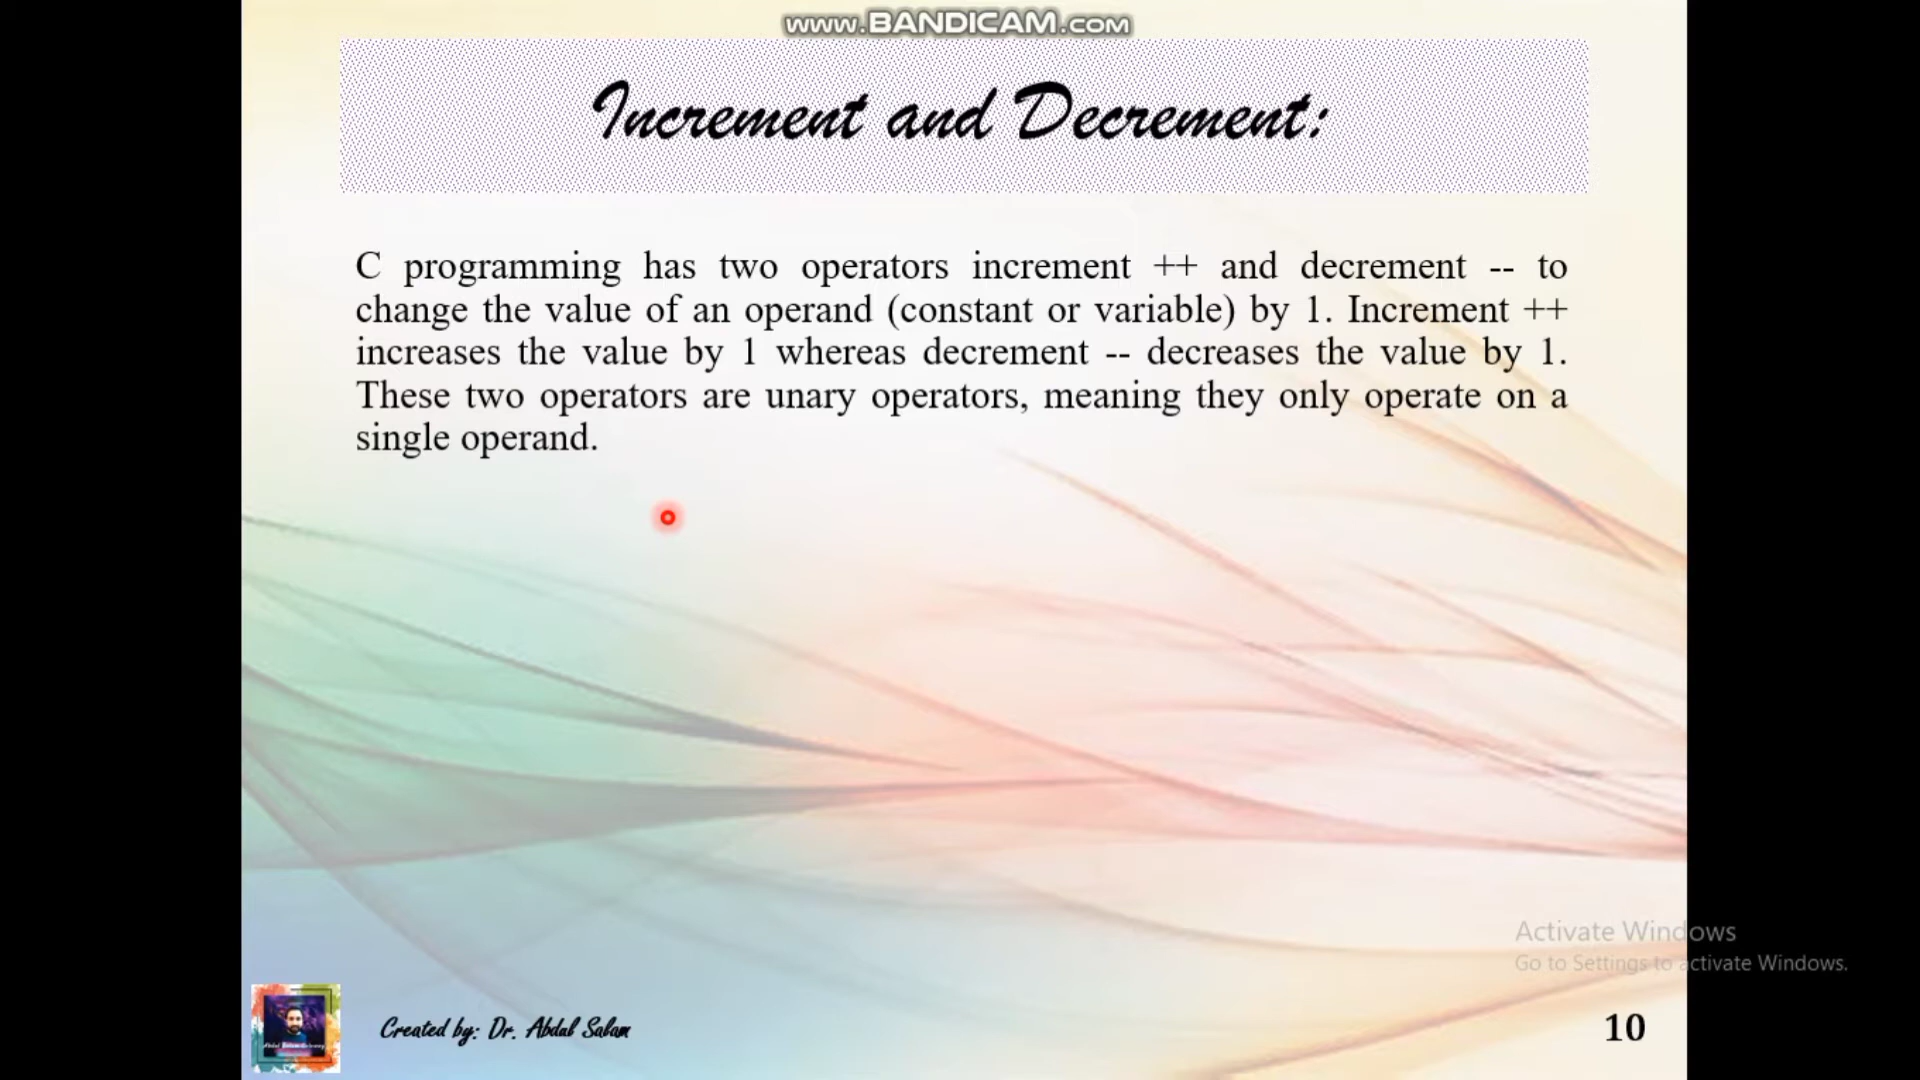 www.BANDICAM.com
Increment and Decrement:
C programming has two operators increment ++ and decrement -- to
change the value of an operand (constant or variable) by 1. Increment ++
increases the value by 1 whereas decrement -- decreases the value by 1.
These two operators are unary operators, meaning they only operate on a
single operand.
Activate Windows
Go to Settings to activate Windows.
Created by: Dr. Abdul Salam
10